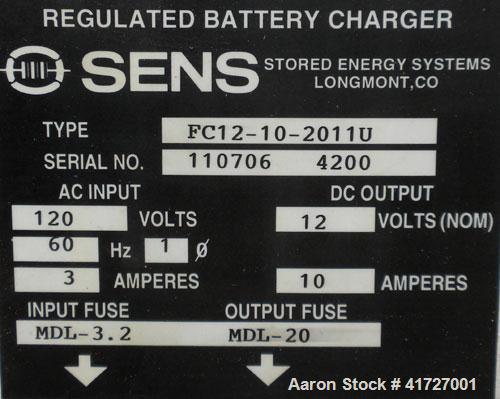 REGULATED BATTERY CHARGER
SENS STORED ENERGY SYSTEMS
LONGMONT,CO
TYPE FC12-10-2011U
SERIAL NO. 110706 4200
AC INPUT DC OUTPUT
120 VOLTS 12 VOLTS (NOM)
60 Hz 1 Ø
3 AMPERES 10 AMPERES
INPUT FUSE OUTPUT FUSE
MDL-3.2 MDL-20
Aaron Stock # 41727001